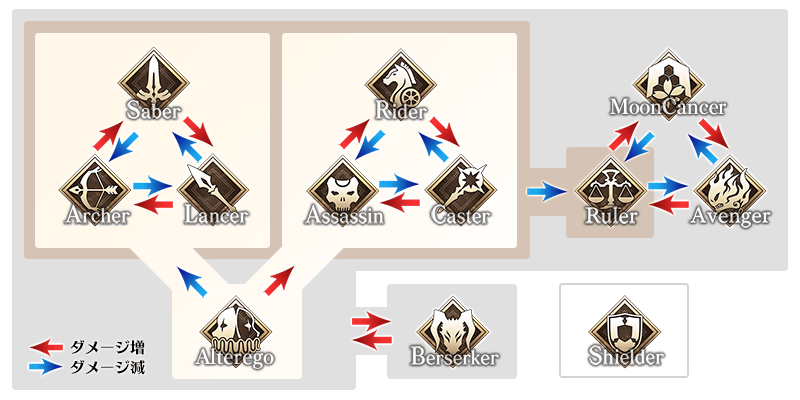 Saber
Rider
MoonCancer
Archer
Lancer
Assassin
Caster
Ruler
Avenger
Alterego
Berserker
Shielder
ダメージ増
ダメージ減